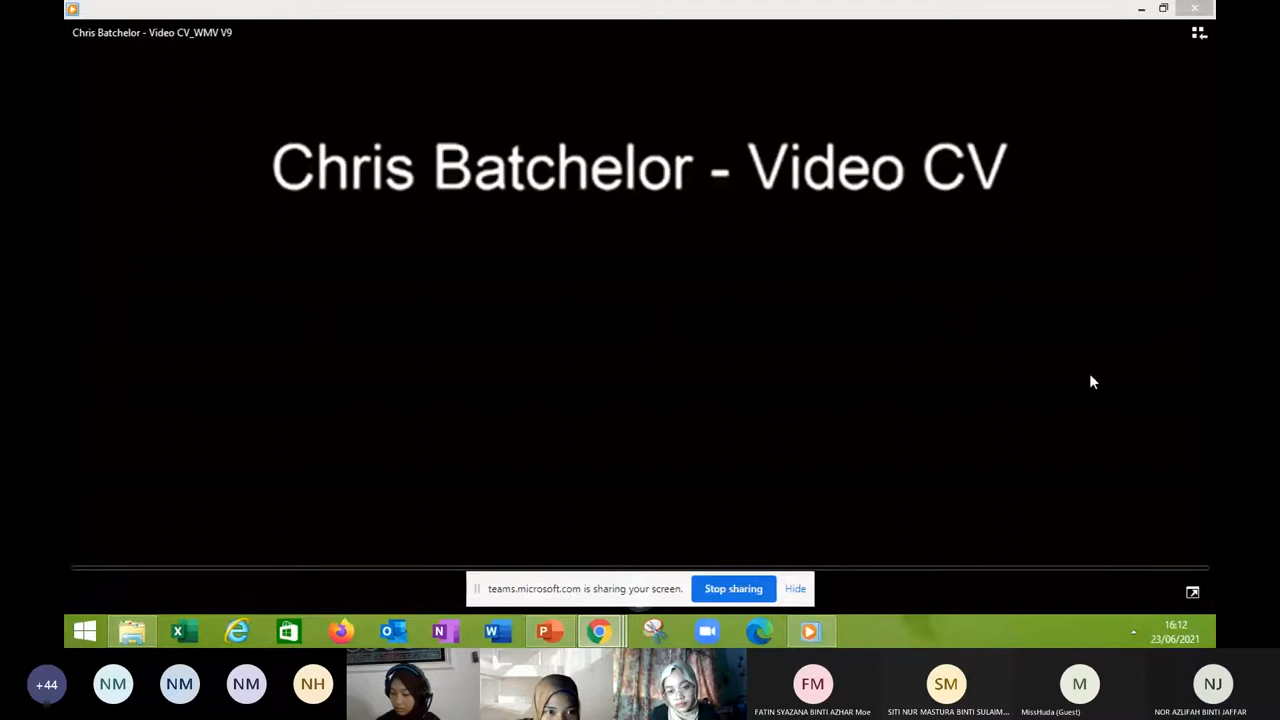 Chris Batchelor - Video CV_WMV V9
Chris Batchelor - Video CV
teams.microsoft.com is sharing your screen.
Stop sharing
Hide
16:12
23/06/2021
+44
NM
NM
NM
NH
FM
SM
M
NJ
FATIN SYAZANA BINTI AZHAR Moe
SITI NUR MASTURA BINTI SULAIM...
MissHuda (Guest)
NOR AZLIFAH BINTI JAFFAR